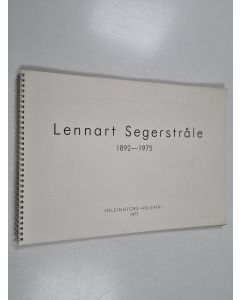 Lennart Segerstråle
1892—1975
HELSINGFORS-HELSINKI
1977